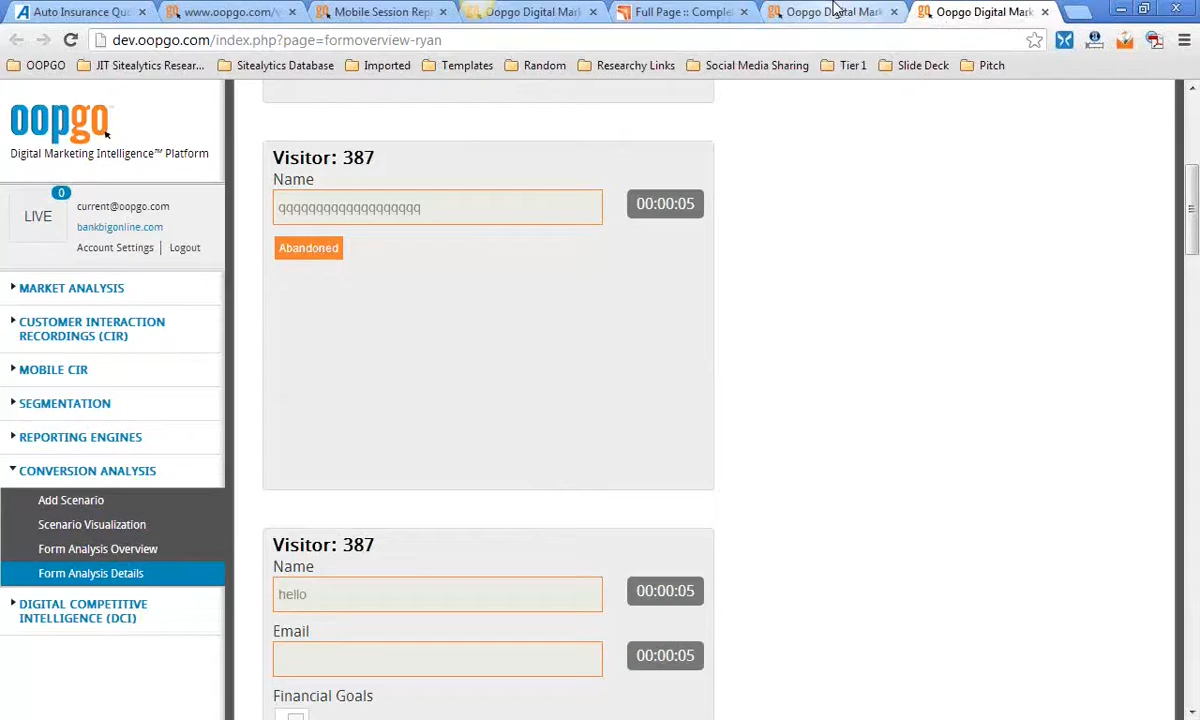 Auto Insurance Quo
www.oopgo.com/v
Mobile Session Repl
Oopgo Digital Mark
Full Page :: Comple
Oopgo Digital Mark
Oopgo Digital Mark
dev.oopgo.com/index.php?page=formoverview-ryan
OOPGO
JIT Sitealytics Resear...
Sitealytics Database
Imported
Templates
Random
Researchy Links
Social Media Sharing
Tier1
Slide Deck
Pitch
oopgo
Digital Marketing Intelligence™ Platform
0
LIVE
current@oopgo.com
bankbigonline.com
Account Settings | Logout
MARKET ANALYSIS
CUSTOMER INTERACTION
RECORDINGS (CIR)
MOBILE CIR
SEGMENTATION
REPORTING ENGINES
CONVERSION ANALYSIS
Add Scenario
Scenario Visualization
Form Analysis Overview
Form Analysis Details
DIGITAL COMPETITIVE
INTELLIGENCE (DCI)
Visitor: 387
Name
qqqqqqqqqqqqqqqqqqq
00:00:05
Abandoned
Visitor: 387
Name
hello
00:00:05
Email
00:00:05
Financial Goals